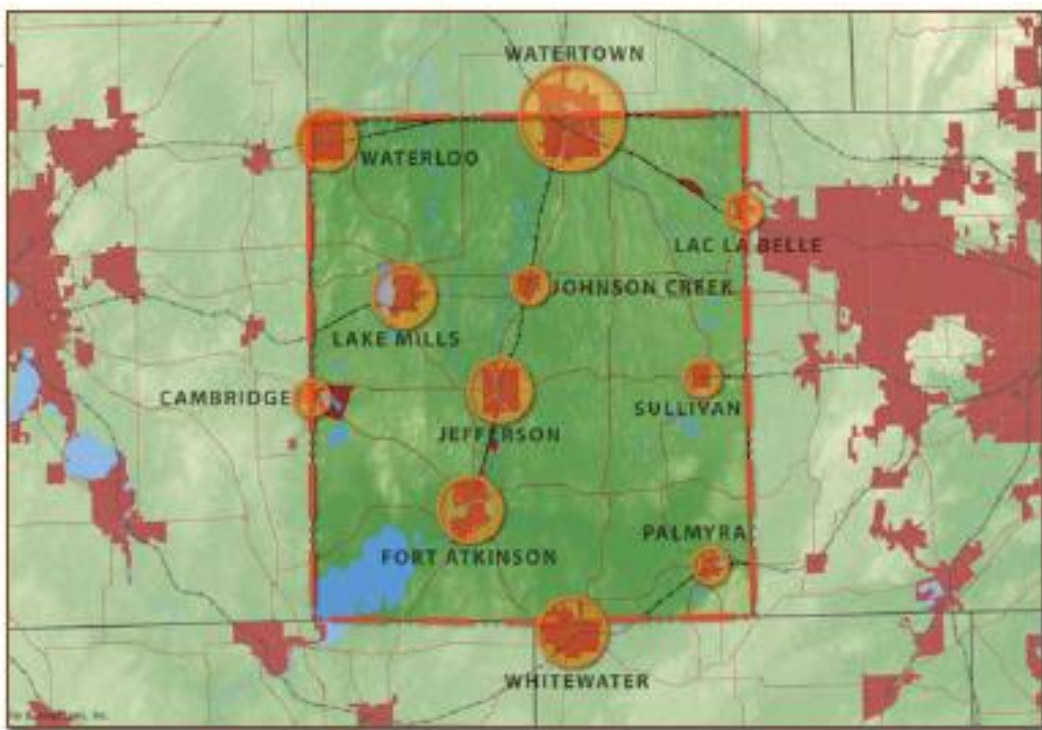 WATERTOWN
WATERLOO
LAC LA BELLE
JOHNSON CREEK
LAKE MILLS
CAMBRIDGE
SULLIVAN
JEFFERSON
PALMYRA
FORT ATKINSON
WHITEWATER